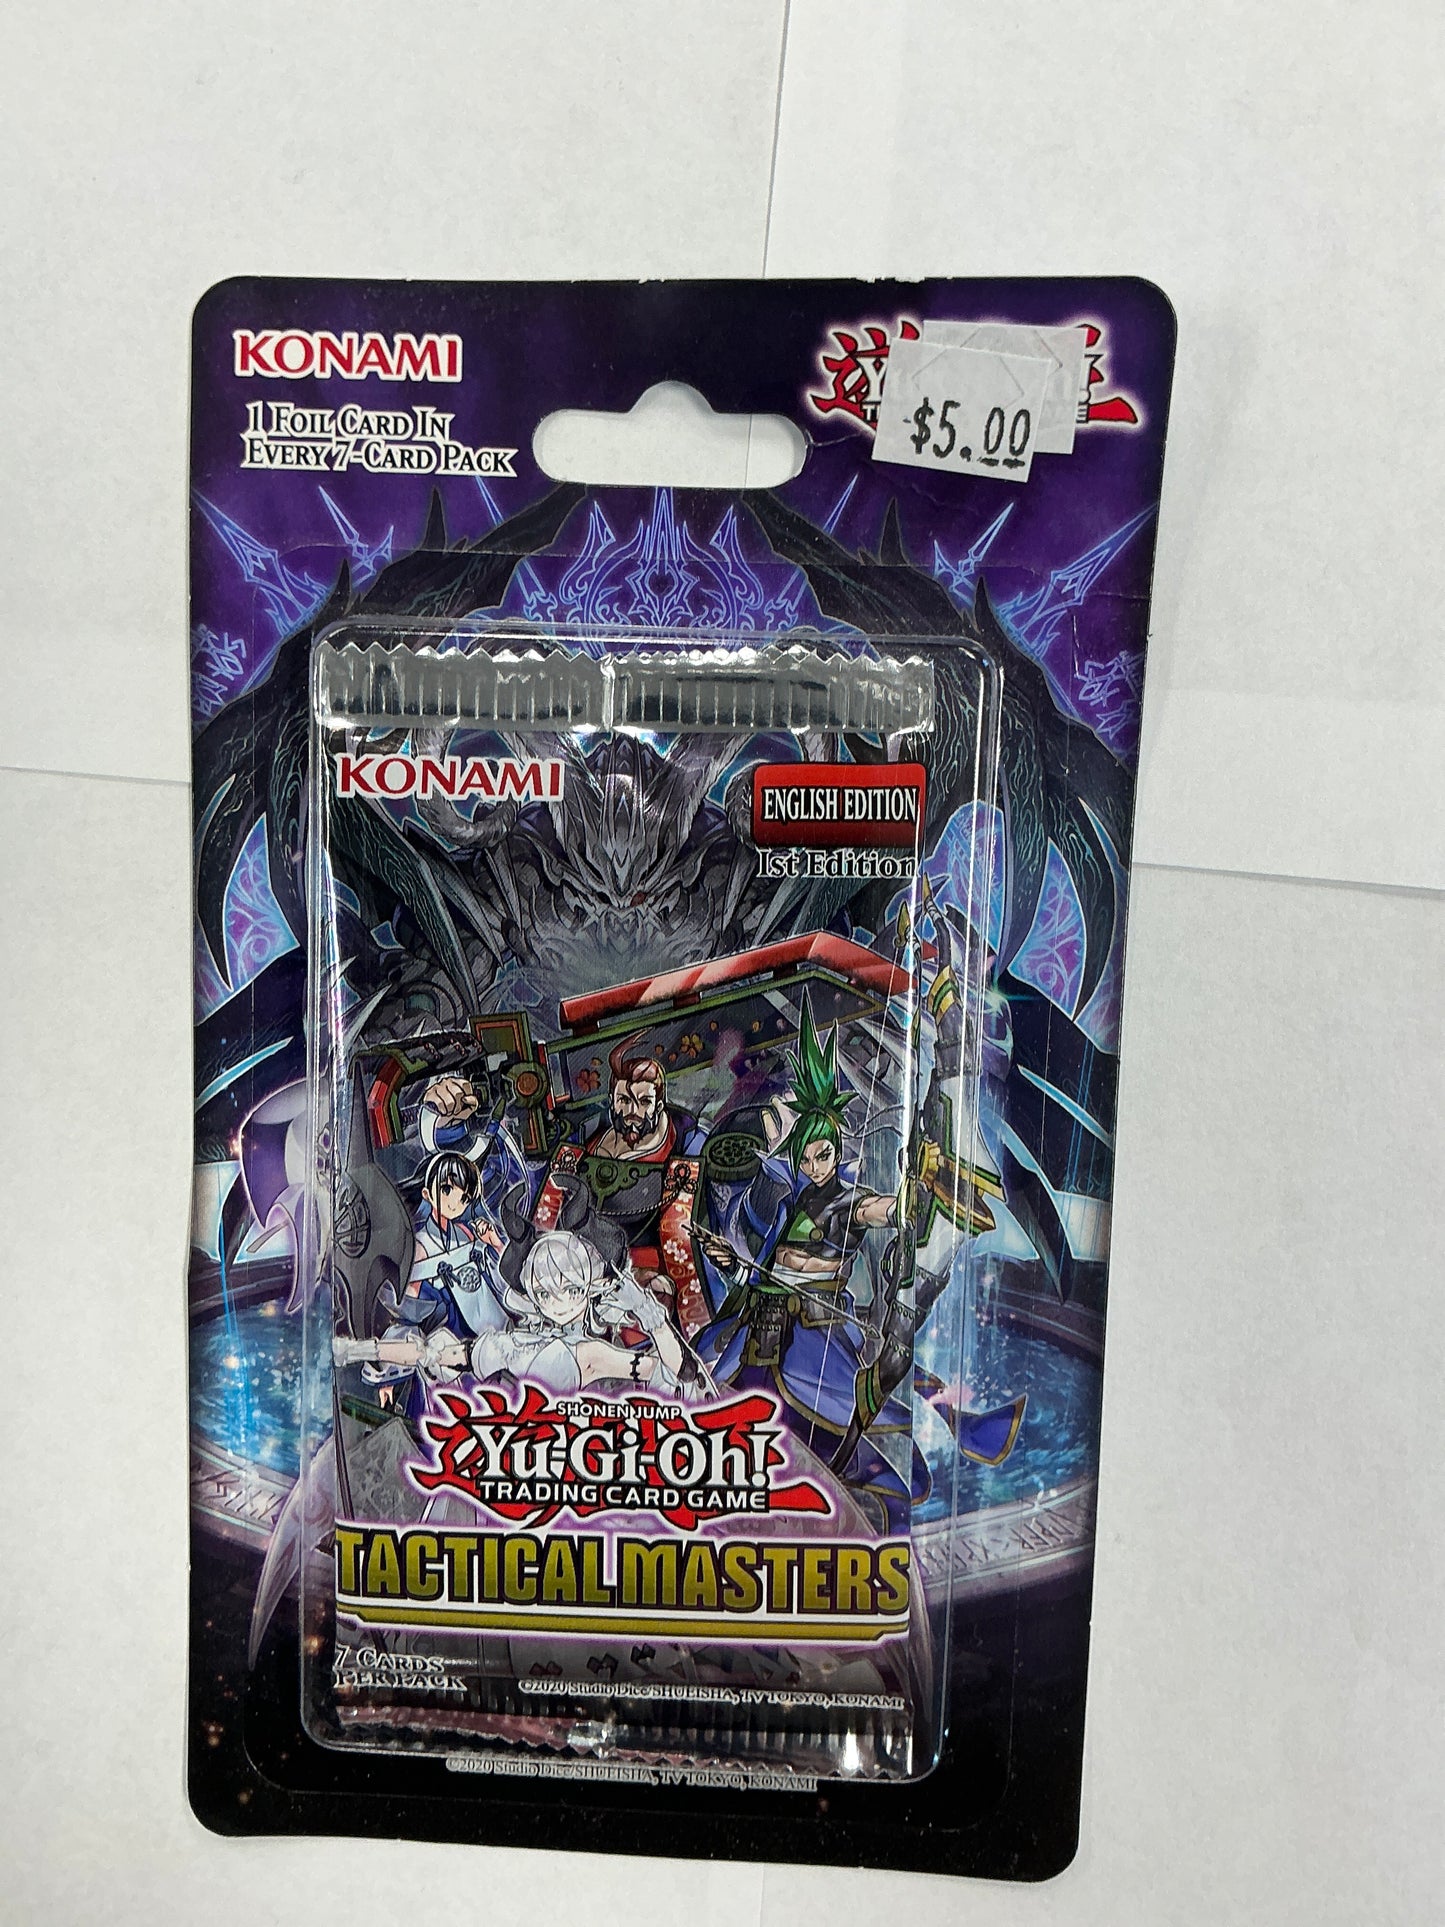 KONAMI
1 FOIL CARD IN
EVERY 7-CARD PACK
$5.00
KONAMI
ENGLISH EDITION
1st Edition
SHONEN JUMP
Yu-Gi-Oh!
TRADING CARD GAME
TACTICAL MASTERS
7 CARDS
PER PACK
©2020 Studio Dice/SHUEISHA, TV TOKYO, KONAMI
©2020 Studio Dice/SHUEISHA, TV TOKYO, KONAMI